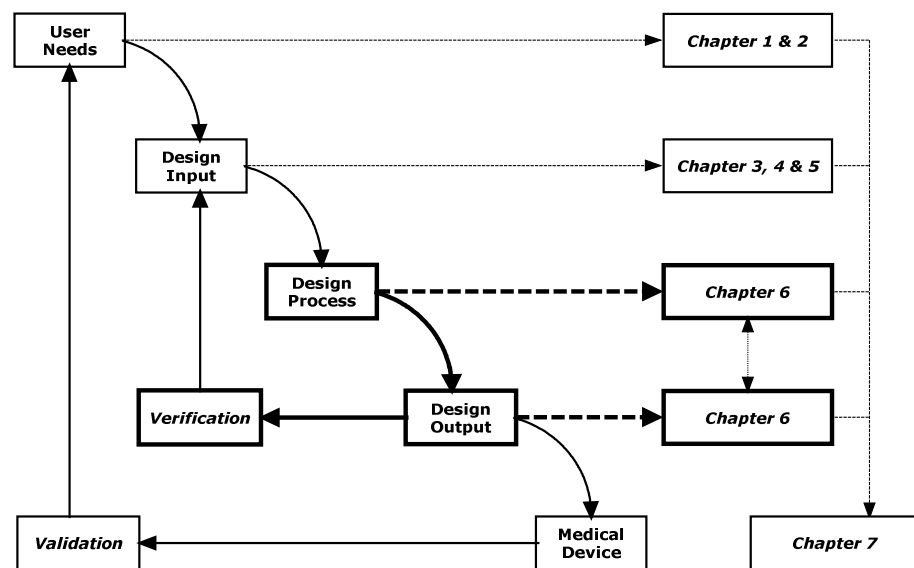 User
Needs
Chapter 1 & 2
Design
Input
Chapter 3, 4 & 5
Design
Process
Chapter 6
Verification
Design
Output
Chapter 6
Validation
Medical
Device
Chapter 7